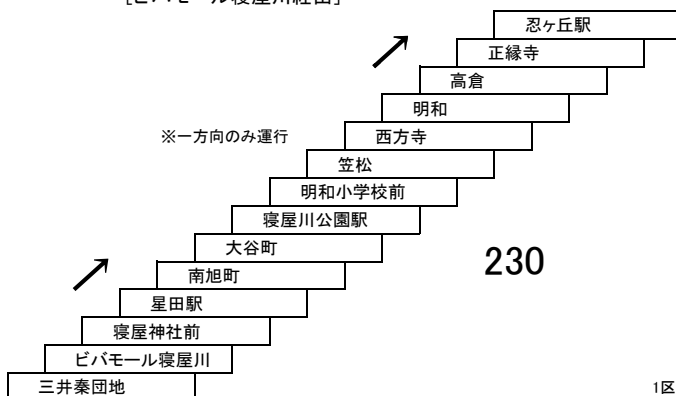 [ビバモール寝屋川経由]
忍ケ丘駅
正縁寺
高倉
明和
※一方向のみ運行
西方寺
笠松
明和小学校前
寝屋川公園駅
大谷町
230
南旭町
星田駅
寝屋神社前
ビバモール寝屋川
三井秦団地
1区